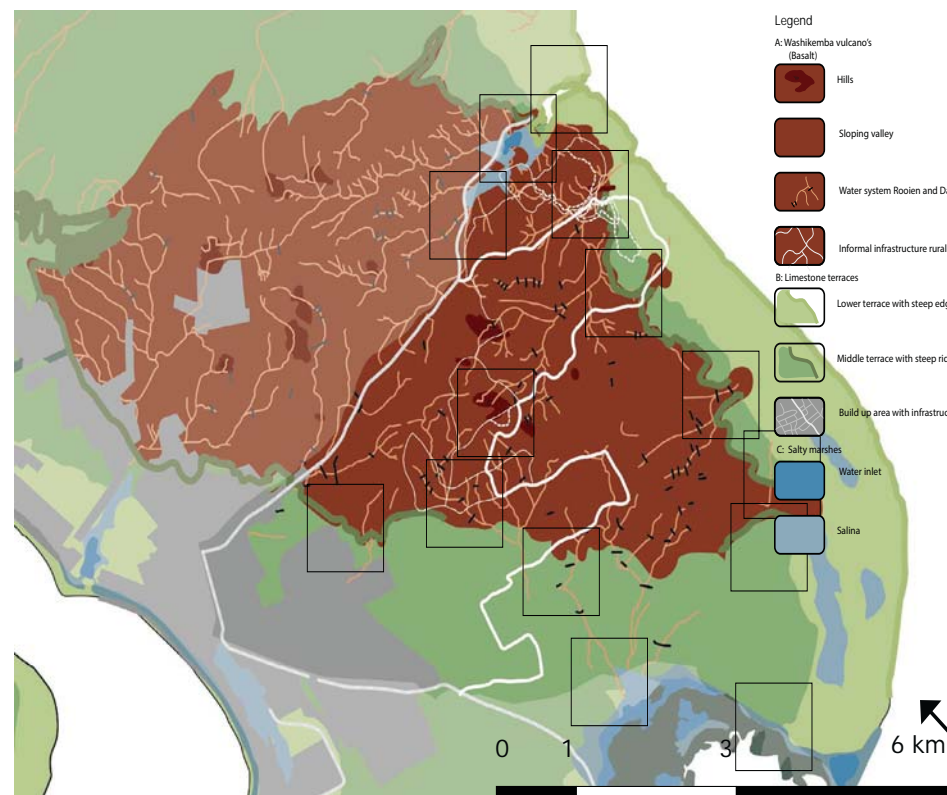 Legend
A: Washikemba vulcano's
(Basalt)
Hills
Sloping valley
Water system Rooien and Da
Informal infrastructure rural
B: Limestone terraces
Lower terrace with steep edg
Middle terrace with steep ric
Build up area with infrastruc
C: Salty marshes
Water inlet
Salina
0 1 3 6 km